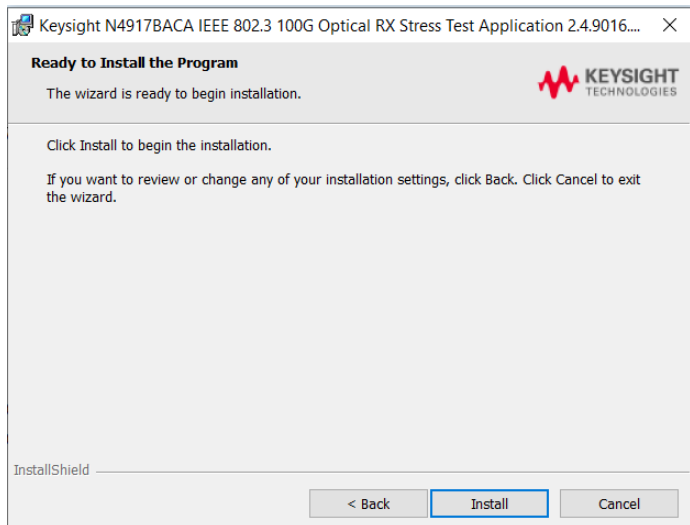 Keysight N4917BACA IEEE 802.3 100G Optical RX Stress Test Application 2.4.9016....
Ready to Install the Program
The wizard is ready to begin installation.
KEYSIGHT
TECHNOLOGIES
Click Install to begin the installation.
If you want to review or change any of your installation settings, click Back. Click Cancel to exit
the wizard.
InstallShield
< Back
Install
Cancel